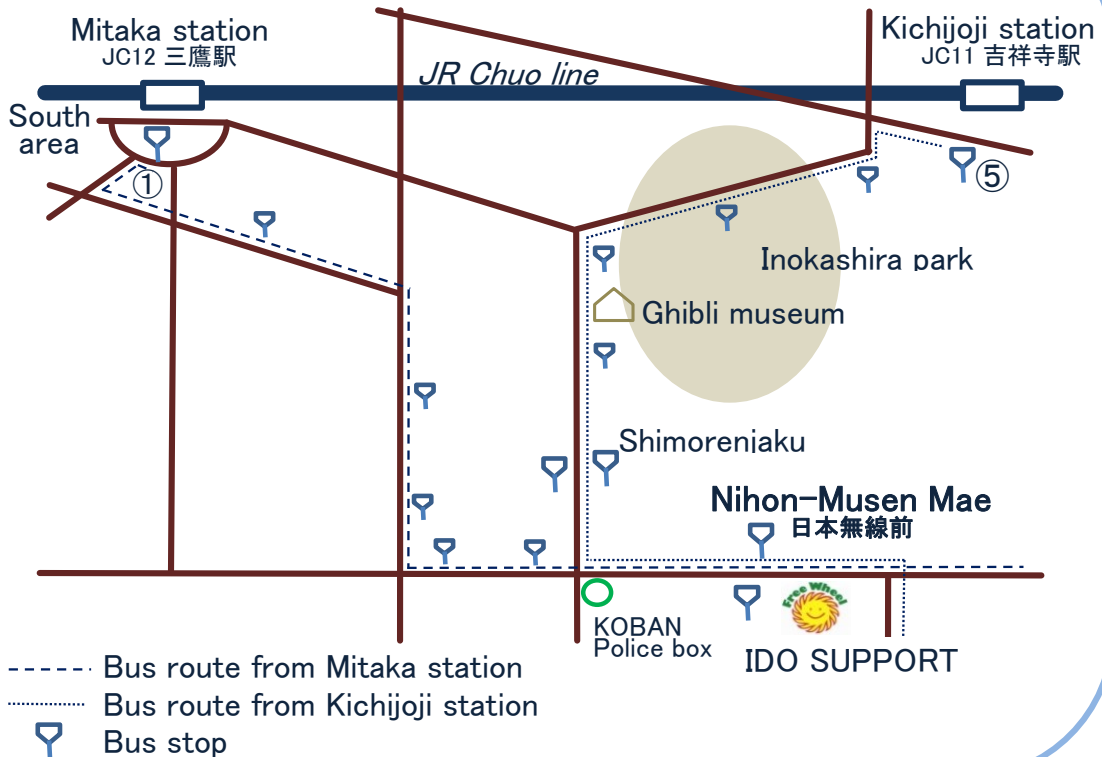 Mitaka station
JC12 三鷹駅
Kichijoji station
JC11 吉祥寺駅
JR Chuo line
South
area
①
⑤
Inokashira park
Ghibli museum
Shimorenjaku
Nihon-Musen Mae
日本無線前
Free Wheel
KOBAN
Police box
IDO SUPPORT
Bus route from Mitaka station
Bus route from Kichijoji station
Bus stop